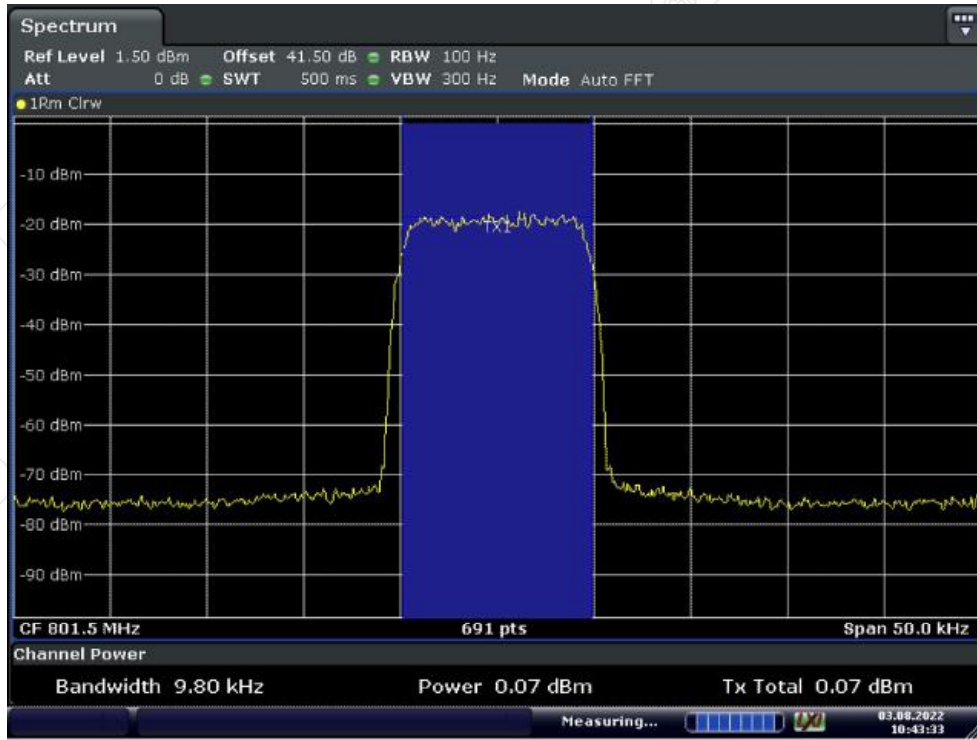 Spectrum
Ref Level 1.50 dBm Offset 41.50 dB RBW 100 Hz
Att 0 dB SWT 500 ms VBW 300 Hz Mode Auto FFT
1Rm Clrw
-10 dBm
-20 dBm
Tx1
-30 dBm
-40 dBm
-50 dBm
-60 dBm
-70 dBm
-80 dBm
-90 dBm
CF 801.5 MHz 691 pts Span 50.0 kHz
Channel Power
Bandwidth 9.80 kHz Power 0.07 dBm Tx Total 0.07 dBm
Measuring... LXI 03.08.2022
10:43:33